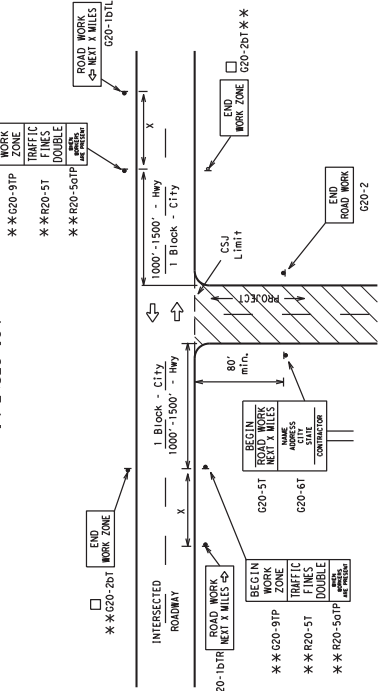 ROAD WORK
⇦ NEXT X MILES
G20-1bTL
WORK
ZONE
TRAFFIC
FINES
DOUBLE
WHEN
WORKERS
ARE PRESENT
** G20-9TP
** R20-5T
** R20-5aTP
X
1000'-1500' - Hwy
1 Block - City
□ G20-2bT **
END
WORK ZONE
END
ROAD WORK
G20-2
CSJ
Limit
PROJECT
80'
min.
1 Block - City
1000'-1500' - Hwy
X
BEGIN
ROAD WORK
NEXT X MILES
NAME
ADDRESS
CITY
STATE
CONTRACTOR
G20-5T
G20-6T
END
WORK ZONE
□
** G20-2bT
INTERSECTED
ROADWAY
ROAD WORK
NEXT X MILES ⇨
20-1bTR
BEGIN
WORK
ZONE
TRAFFIC
FINES
DOUBLE
WHEN
WORKERS
ARE PRESENT
** G20-9TP
** R20-5T
** R20-5aTP